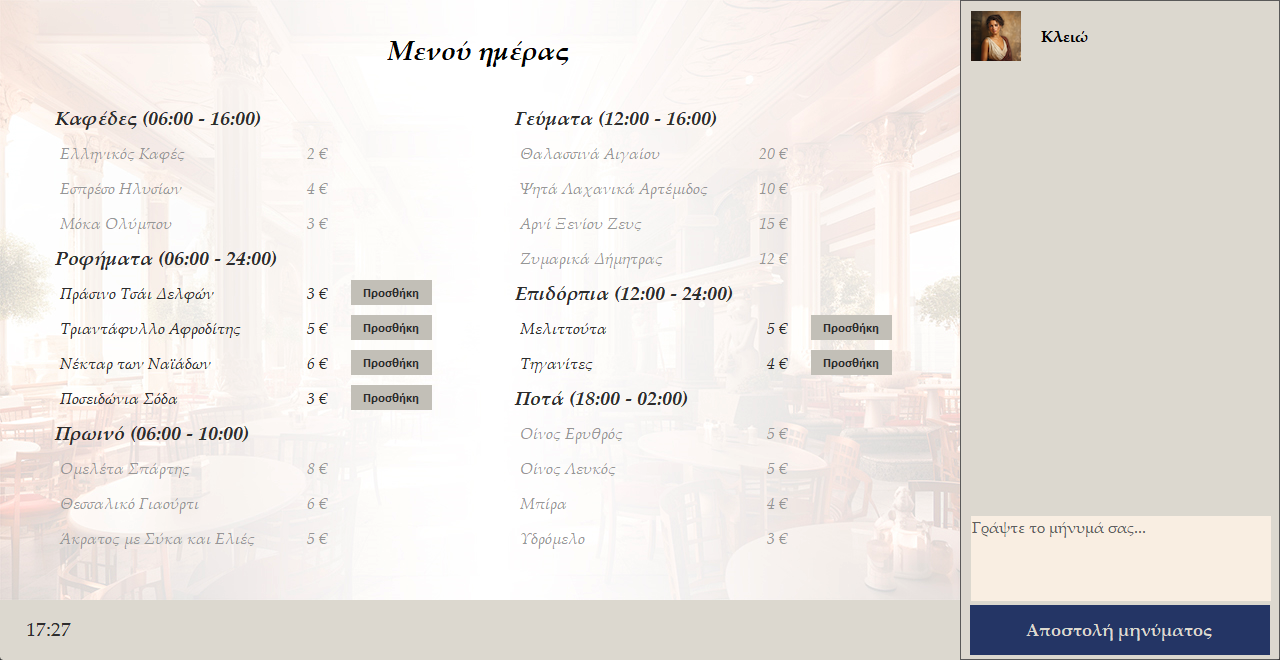 Μενού ημέρας
Καφέδες (06:00 - 16:00)
Ελληνικός Καφές 2 €
Εσπρέσο Ηλυσίων 4 €
Μόκα Ολύμπου 3 €
Ροφήματα (06:00 - 24:00)
Πράσινο Τσάι Δελφών 3 € Προσθήκη
Τριαντάφυλλο Αφροδίτης 5 € Προσθήκη
Νέκταρ των Ναϊάδων 6 € Προσθήκη
Ποσειδώνια Σόδα 3 € Προσθήκη
Πρωινό (06:00 - 10:00)
Ομελέτα Σπάρτης 8 €
Θεσσαλικό Γιαούρτι 6 €
Άκρατος με Σύκα και Ελιές 5 €
Γεύματα (12:00 - 16:00)
Θαλασσινά Αιγαίου 20 €
Ψητά Λαχανικά Αρτέμιδος 10 €
Αρνί Ξενίου Ζευς 15 €
Ζυμαρικά Δήμητρας 12 €
Επιδόρπια (12:00 - 24:00)
Μελιττούτα 5 € Προσθήκη
Τηγανίτες 4 € Προσθήκη
Ποτά (18:00 - 02:00)
Οίνος Ερυθρός 5 €
Οίνος Λευκός 5 €
Μπίρα 4 €
Υδρόμελο 3 €
17:27
Κλειώ
Γράψτε το μήνυμά σας...
Αποστολή μηνύματος